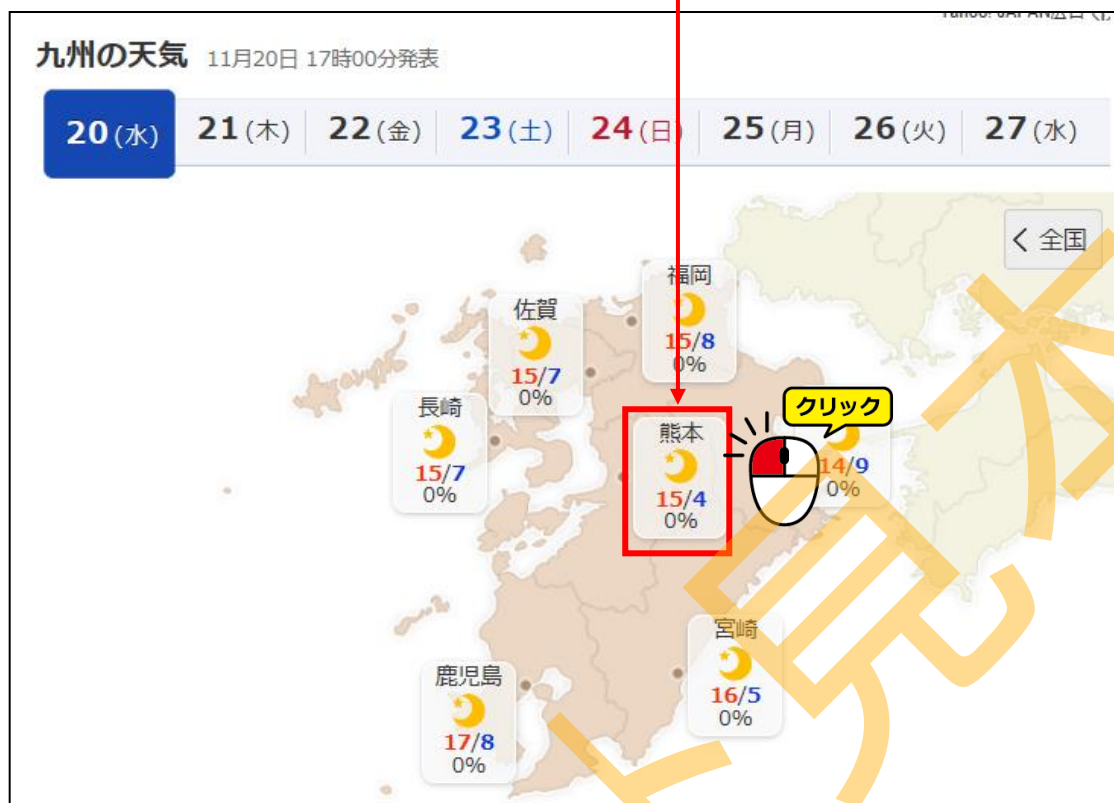 九州の天気 11月20日 17時00分発表
20(水) 21(木) 22(金) 23(土) 24(日) 25(月) 26(火) 27(水)
全国
福岡
15/8
0%
佐賀
15/7
0%
長崎
15/7
0%
熊本
15/4
0%
クリック
14/9
0%
宮崎
16/5
0%
鹿児島
17/8
0%
見本